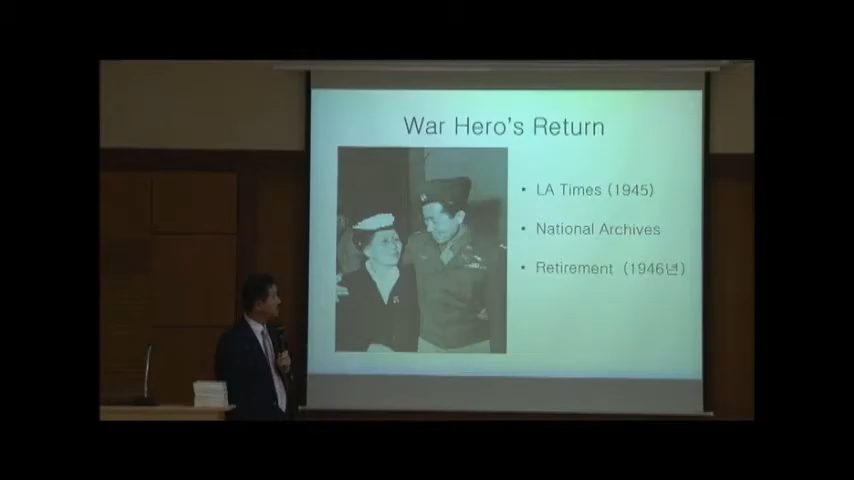 War Hero's Return
• LA Times (1945)
• National Archives
• Retirement (1946년)